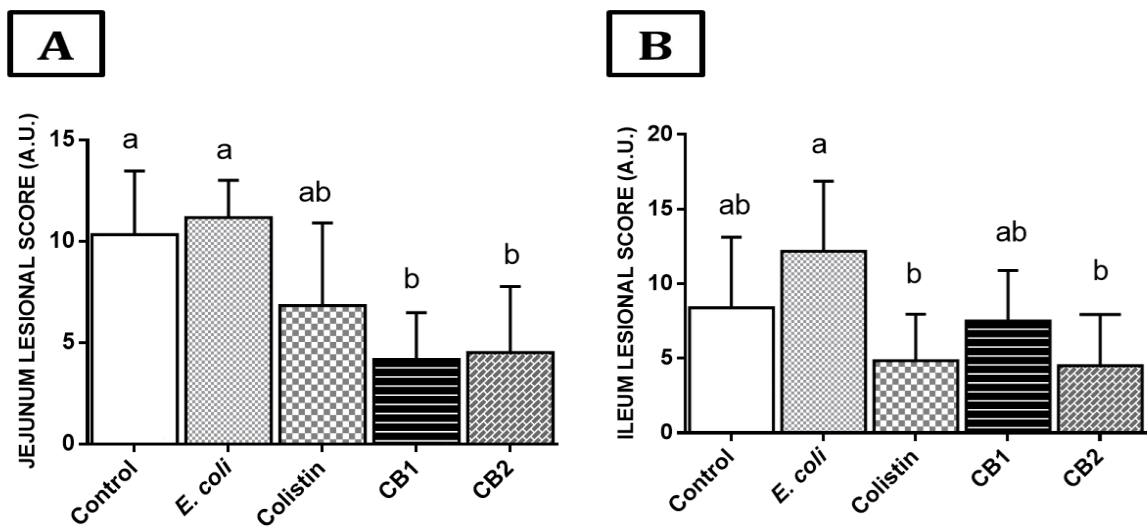 A
JEJUNUM LESIONAL SCORE (A.U.)
15
10
5
0
a
a
ab
b
b
Control
E. coli
Colistin
CB1
CB2
B
ILEUM LESIONAL SCORE (A.U.)
20
15
10
5
0
ab
a
b
ab
b
Control
E. coli
Colistin
CB1
CB2